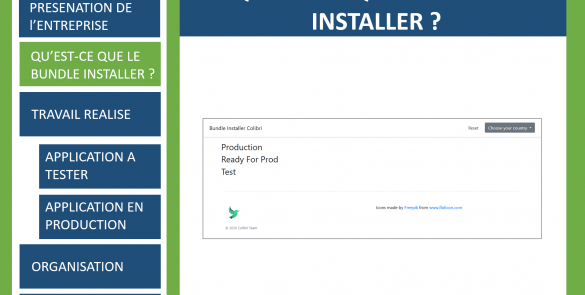 PRESENATION DE
l'ENTREPRISE
QU'EST-CE QUE LE
BUNDLE INSTALLER ?
TRAVAIL REALISE
APPLICATION A
TESTER
APPLICATION EN
PRODUCTION
ORGANISATION
INSTALLER ?
Bundle Installer Colibri
Reset
Choose your country
Production
Ready For Prod
Test
Icons made by Freepik from www.flaticon.com
© 2020 Colibri Team